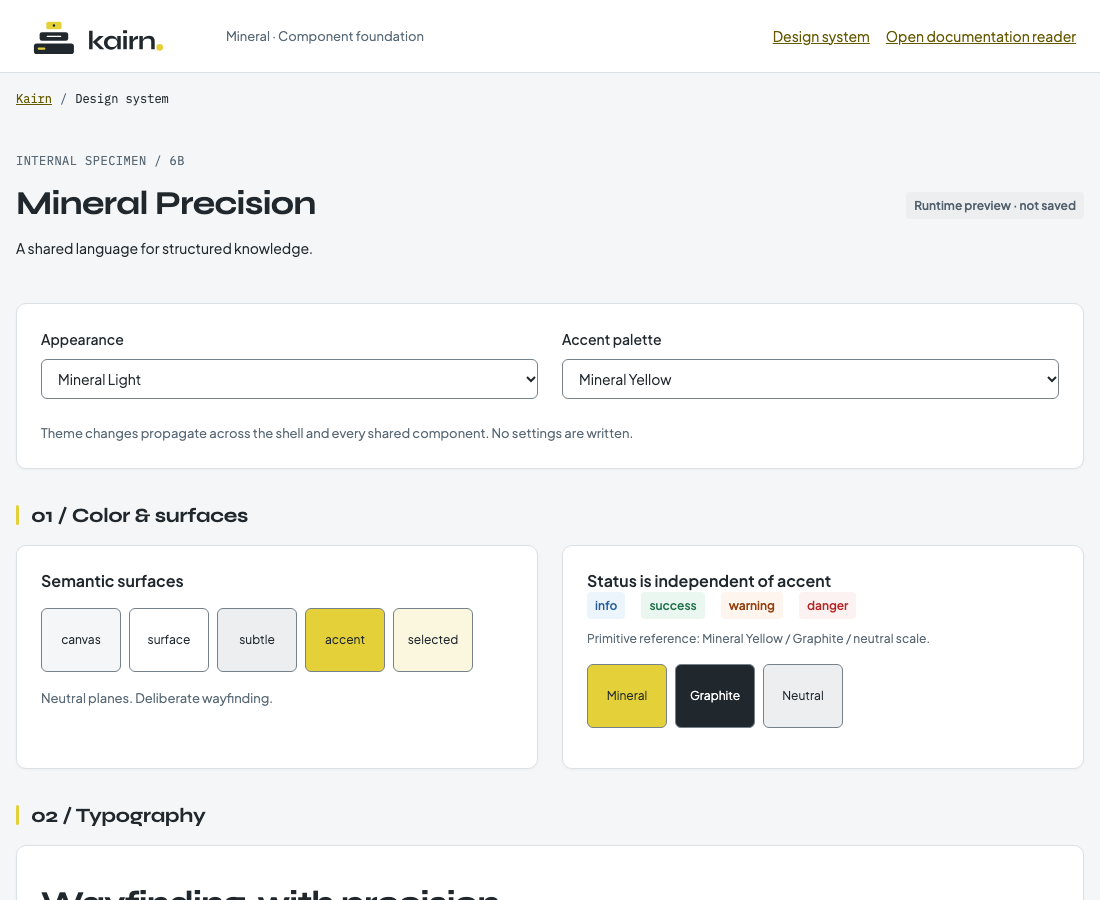 kairn.
Mineral · Component foundation
Design system
Open documentation reader
Kairn / Design system
INTERNAL SPECIMEN / 6B
Mineral Precision
Runtime preview · not saved
A shared language for structured knowledge.
Appearance
Accent palette
Mineral Light
Mineral Yellow
Theme changes propagate across the shell and every shared component. No settings are written.
01 / Color & surfaces
Semantic surfaces
canvas
surface
subtle
accent
selected
Neutral planes. Deliberate wayfinding.
Status is independent of accent
info
success
warning
danger
Primitive reference: Mineral Yellow / Graphite / neutral scale.
Mineral
Graphite
Neutral
02 / Typography
Wayfinding, with precision